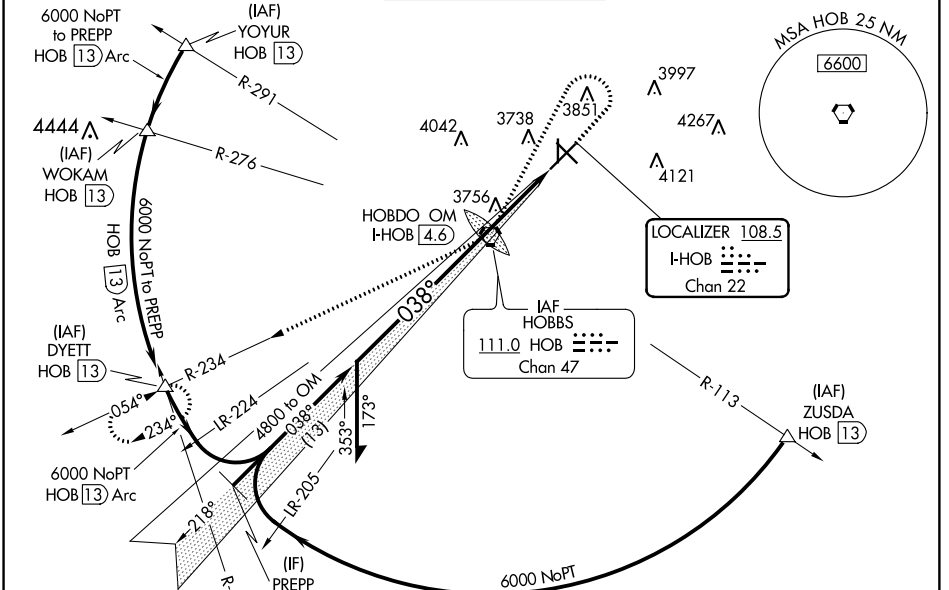 6000 NoPT
to PREPP
HOB 13 Arc
(IAF)
YOYUR
HOB 13
R-291
4444
(IAF)
WOKAM
HOB 13
R-276
6000 NoPT to PREPP
HOB 13 Arc
4042
3738
3851
3997
4267
4121
3756
MSA HOB 25 NM
6600
HOBDO OM
I-HOB 4.6
LOCALIZER 108.5
I-HOB
Chan 22
IAF
HOBBS
111.0 HOB
Chan 47
038°
(IAF)
DYETT
HOB 13
R-234
LR-224
054°
234°
4800 to OM
038°
(13)
353°
173°
6000 NoPT
HOB 13 Arc
218°
LR-205
R-
(IF)
PREPP
R-113
(IAF)
ZUSDA
HOB 13
6000 NoPT